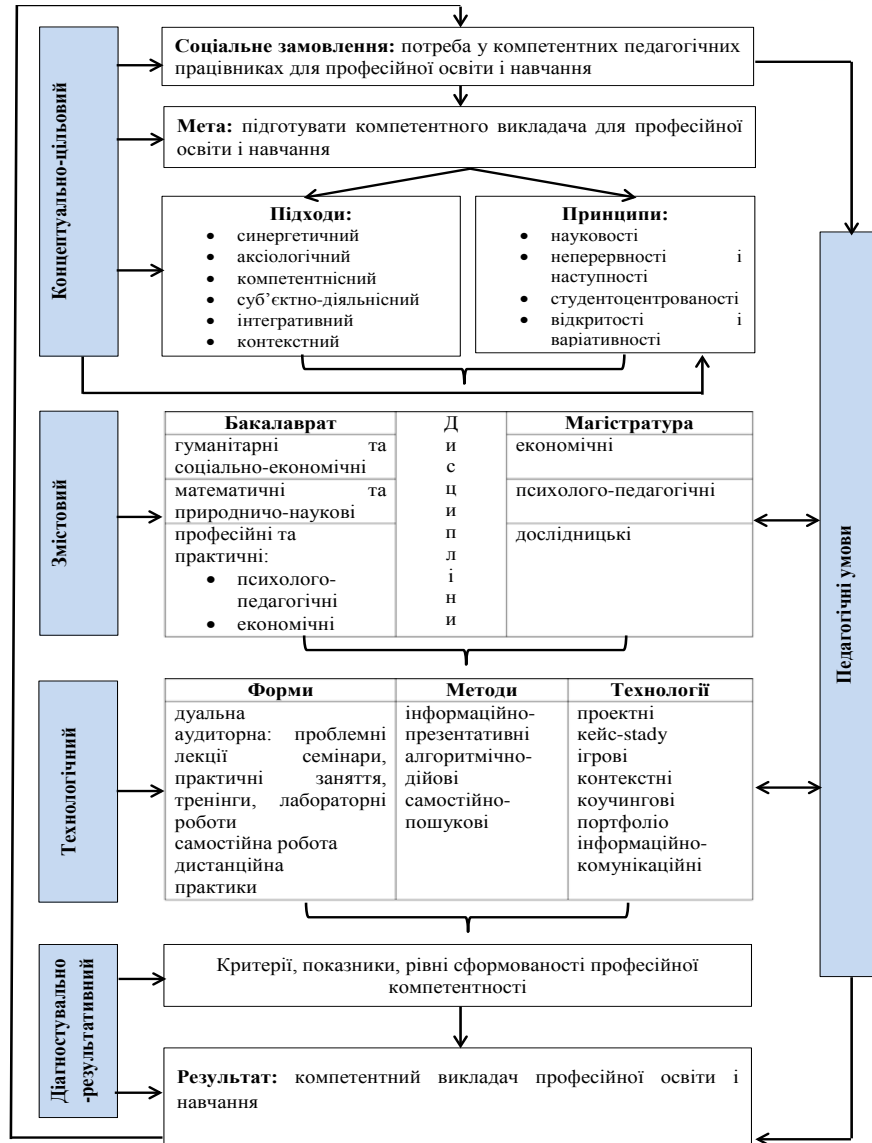 Соціальне замовлення: потреба у компетентних педагогічних
працівниках для професійної освіти і навчання
Мета: підготувати компетентного викладача для професійної
освіти і навчання
Концептуально-цільовий
Підходи:
• синергетичний
• аксіологічний
• компетентнісний
• суб’єктно-діяльнісний
• інтегративний
• контекстний
Принципи:
• науковості
• неперервності і
наступності
• студентоцентрованості
• відкритості і
варіативності
Змістовий
Бакалаврат
гуманітарні та
соціально-економічні
математичні та
природничо-наукові
професійні та
практичні:
• психолого-
педагогічні
• економічні
Д
и
с
ц
и
п
л
і
н
и
Магістратура
економічні
психолого-педагогічні
дослідницькі
Педагогічні умови
Технологічний
Форми
дуальна
аудиторна: проблемні
лекції семінари,
практичні заняття,
тренінги, лабораторні
роботи
самостійна робота
дистанційна
практики
Методи
інформаційно-
презентативні
алгоритмічно-
дійові
самостійно-
пошукові
Технології
проектні
кейс-stady
ігрові
контекстні
коучингові
портфоліо
інформаційно-
комунікаційні
Діагностувально
-результативний
Критерії, показники, рівні сформованості професійної
компетентності
Результат: компетентний викладач професійної освіти і
навчання